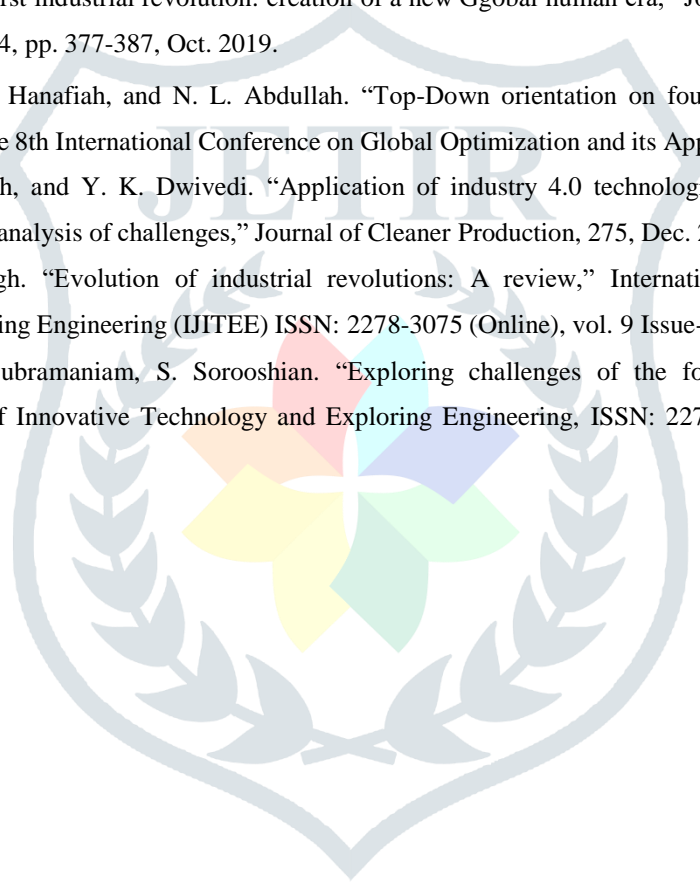 irst industrial revolution: creation of a new Ggobal human era," Jo
4, pp. 377-387, Oct. 2019.
Hanafiah, and N. L. Abdullah. “Top-Down orientation on fou
e 8th International Conference on Global Optimization and its App
h, and Y. K. Dwivedi. “Application of industry 4.0 technolog
analysis of challenges,” Journal of Cleaner Production, 275, Dec. 2
gh. “Evolution of industrial revolutions: A review,” Internati
ing Engineering (IJITEE) ISSN: 2278-3075 (Online), vol. 9 Issue-
ubramaniam, S. Sorooshian. “Exploring challenges of the fo
f Innovative Technology and Exploring Engineering, ISSN: 227
JETIR